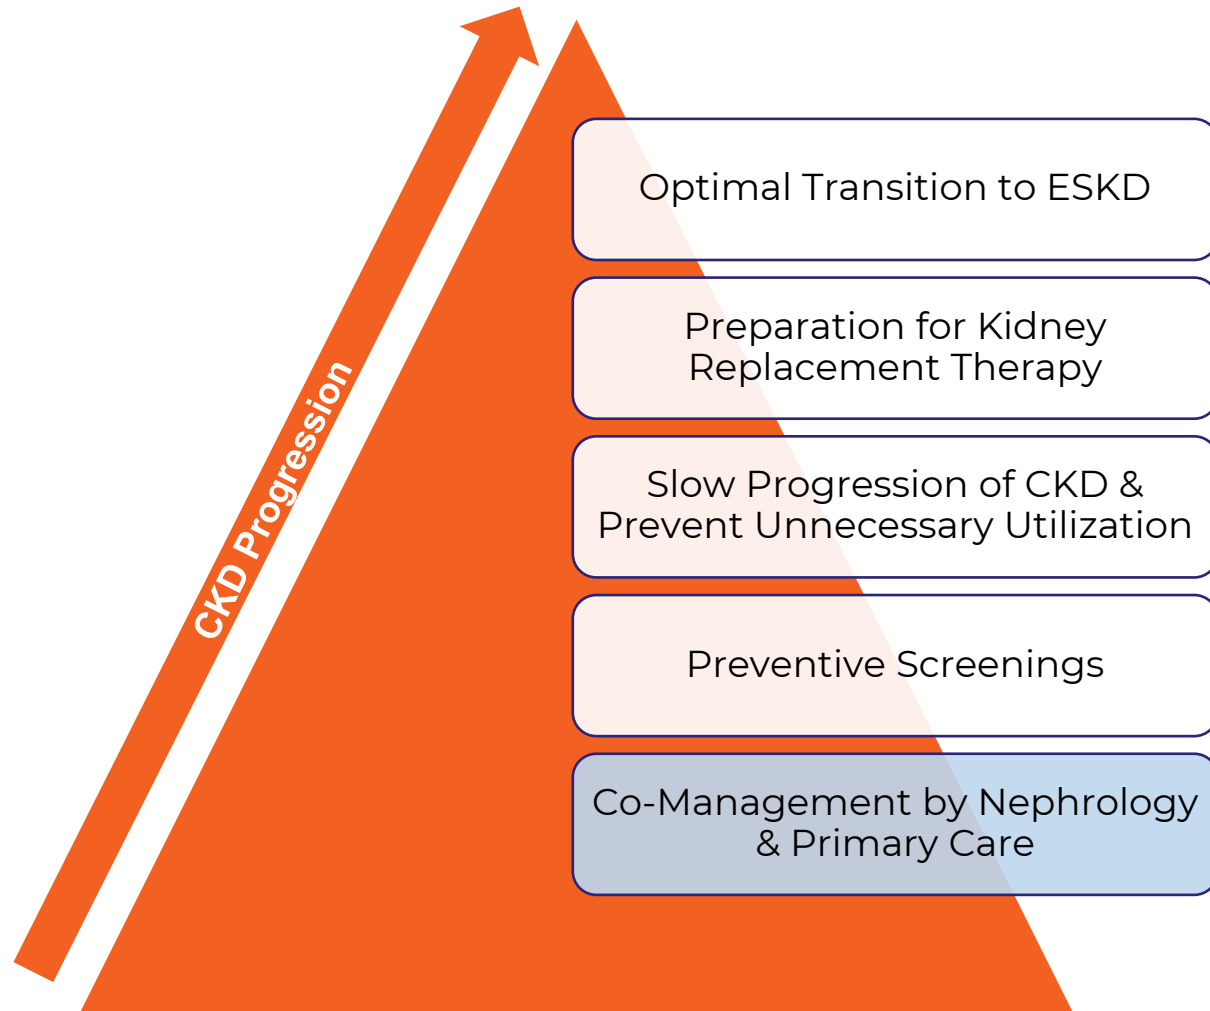 Optimal Transition to ESKD
Preparation for Kidney
Replacement Therapy
CKD Progression
Slow Progression of CKD &
Prevent Unnecessary Utilization
Preventive Screenings
Co-Management by Nephrology
& Primary Care